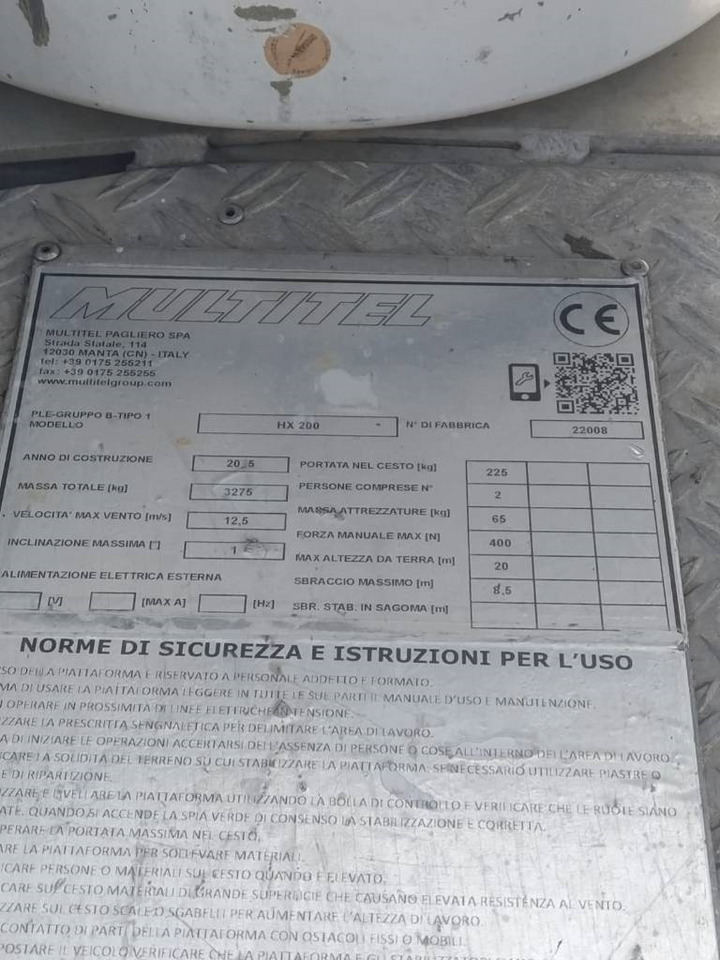 MULTITEL
MULTITEL PAGLIERO SPA
Strada Statale, 114
12030 MANTA (CN) - ITALY
tel: +39 0175 255211
fax: +39 0175 255255
www.multitelgroup.com
CE
PLE-GRUPPO B-TIPO 1
MODELLO HX 200 N° DI FABBRICA 22008
ANNO DI COSTRUZIONE PORTATA NEL CESTO [kg] 225
MASSA TOTALE [kg] 3275 PERSONE COMPRESE N° 2
VELOCITA' MAX VENTO [m/s] 12,5 MASSA ATTREZZATURE [kg] 65
INCLINAZIONE MASSIMA [°] 1 FORZA MANUALE MAX [N] 400
MAX ALTEZZA DA TERRA [m] 20
ALIMENTAZIONE ELETTRICA ESTERNA SBRACCIO MASSIMO [m] 8,5
[V] [MAX A] [Hz] SBR. STAB. IN SAGOMA [m]
NORME DI SICUREZZA E ISTRUZIONI PER L'USO
SO DELLA PIATTAFORMA E RISERVATO A PERSONALE ADDETTO E FORMATO.
MA DI USARE LA PIATTAFORMA LEGGERE IN TUTTE LE SUE PARTI IL MANUALE D'USO E MANUTENZIONE.
OPERARE IN PROSSIMITA DI LINEE ELETTRICHE TENSIONE.
ZZARE LA PRESCRITTA SENGNALETICA PER DELIMITARE L'AREA DI LAVORO.
A DI INIZIARE LE OPERAZIONI ACCERTARSI DELL'ASSENZA DI PERSONE O COSE ALL'INTERNO DELL'AREA DI LAVORO
ICARE LA SOLIDITA DEL TERRENO SU CUI STABILIZZARE LA PIATTAFORMA. SE NECESSARIO UTILIZZARE PIASTRE O
E DI RIPARTIZIONE.
ZZARE E LIVELLARE LA PIATTAFORMA UTILIZZANDO LA BOLLA DI CONTROLLO E VERIFICARE CHE LE RUOTE SIANO
ATE. QUANDO SI ACCENDE LA SPIA VERDE DI CONSENSO LA STABILIZZAZIONE E CORRETTA.
PERARE LA PORTATA MASSIMA NEL CESTO.
ARE LA PIATTAFORMA PER SOLLEVARE MATERIALI.
ICARE PERSONE O MATERIALI SUL CESTO QUANDO E ELEVATO.
CARE SUL CESTO MATERIALI DI GRANDE SUPERFICIE CHE CAUSANO ELEVATA RESISTENZA AL VENTO.
ZZARE SUL CESTO SCALE O SGABELLI PER AUMENTARE L'ALTEZZA DI LAVORO.
CONTATTO DI PARTI DELLA PIATTAFORMA CON OSTACOLI FISSI O MOBILI.
POSTARE IL VEICOLO VERIFICARE CHE LA PIATTAFORMA E GLI